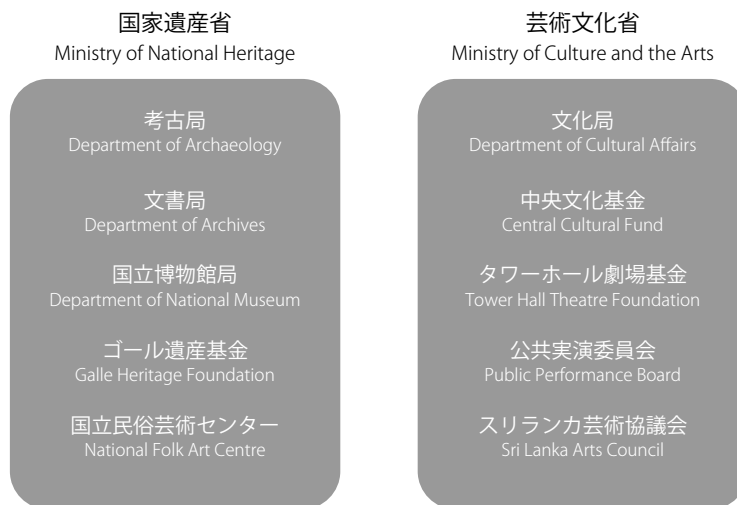 国家遺産省
Ministry of National Heritage
考古局
Department of Archaeology
文書局
Department of Archives
国立博物館局
Department of National Museum
ゴール遺産基金
Galle Heritage Foundation
国立民俗芸術センター
National Folk Art Centre
芸術文化省
Ministry of Culture and the Arts
文化局
Department of Cultural Affairs
中央文化基金
Central Cultural Fund
タワーホール劇場基金
Tower Hall Theatre Foundation
公共実演委員会
Public Performance Board
スリランカ芸術協議会
Sri Lanka Arts Council